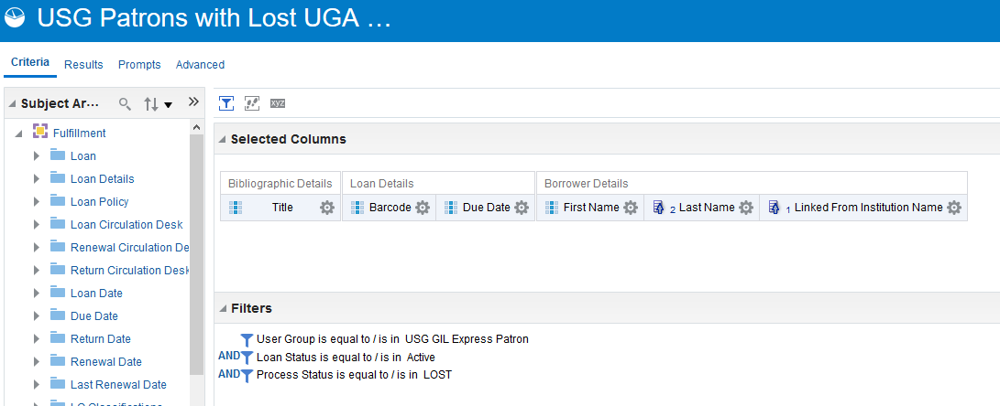 USG Patrons with Lost UGA ...
Criteria Results Prompts Advanced
Subject Ar...
Fulfillment
Loan
Loan Details
Loan Policy
Loan Circulation Desk
Renewal Circulation De
Return Circulation Desk
Loan Date
Due Date
Return Date
Renewal Date
Last Renewal Date
LC Classifications
xyz
Selected Columns
Bibliographic Details Loan Details Borrower Details
Title Barcode Due Date First Name 2 Last Name 1 Linked From Institution Name
Filters
User Group is equal to / is in USG GIL Express Patron
AND Loan Status is equal to / is in Active
AND Process Status is equal to / is in LOST